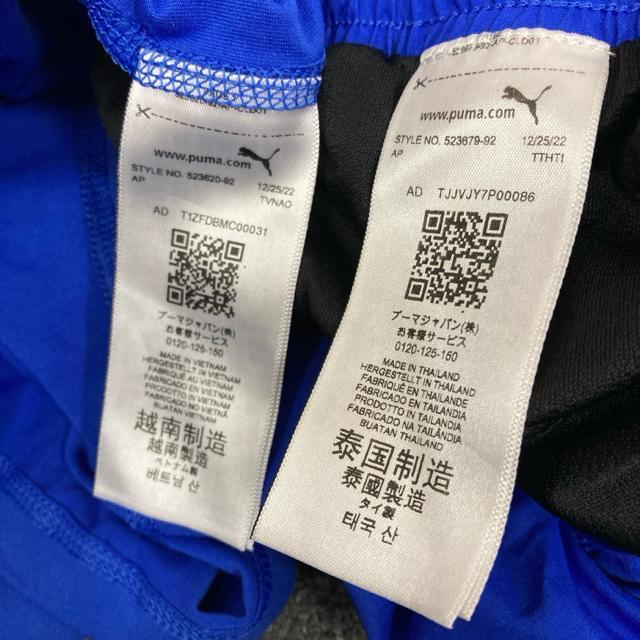 www.puma.com
STYLE NO. 523620-92 12/25/22
AP TVNAO
AD T1ZFDBMC00031
プーマジャパン(株)
お客様サービス
0120-125-150
MADE IN VIETNAM
HERGESTELLT IN VIETNAM
FABRIQUÉ AU VIETNAM
PRODOTTO IN VIETNAM
FABRICADO NO VIETNÃ
BUATAN VIETNAM
越南制造
越南製造
ベトナム製
베트남 산
www.puma.com
STYLE NO. 523679-92 12/25/22
AP TTHTI
AD TJJVJY7P00086
プーマジャパン(株)
お客様サービス
0120-125-150
MADE IN THAILAND
HERGESTELLT IN THAILAND
FABRIQUÉ EN THAÏLANDE
PRODOTTO IN TAILANDIA
FABRICADO EN TAILANDIA
FABRICADO NA TAILÂNDIA
BUATAN THAILAND
泰国制造
泰國製造
タイ製
태국 산